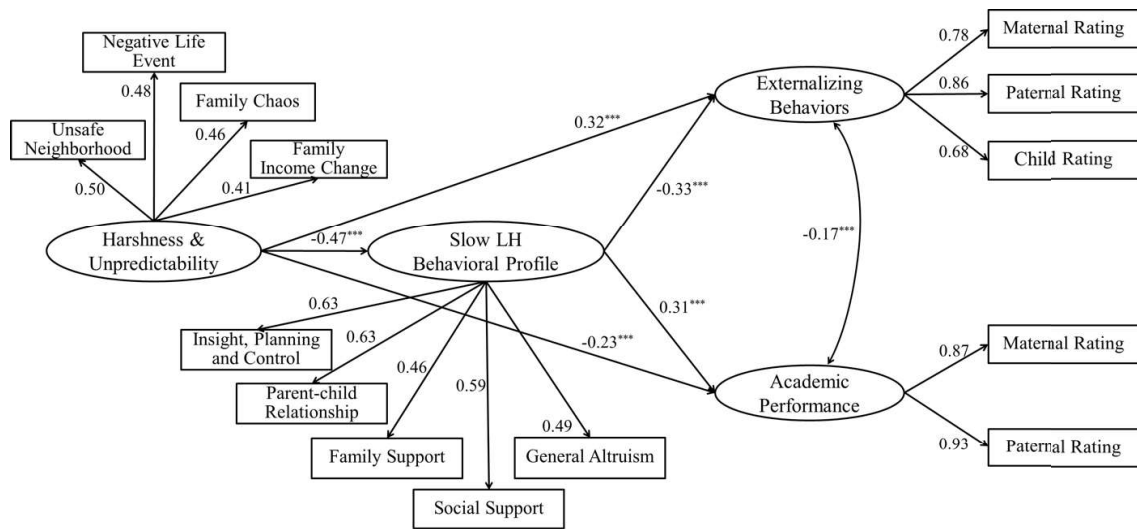 Negative Life
Event
0.48
Family Chaos
0.46
Unsafe
Neighborhood
0.50
Family
Income Change
0.41
Harshness &
Unpredictability
0.32***
-0.47***
-0.23***
Slow LH
Behavioral Profile
-0.33***
0.31***
0.63
Insight, Planning
and Control
0.63
Parent-child
Relationship
0.46
Family Support
0.59
Social Support
0.49
General Altruism
Externalizing
Behaviors
0.78
Maternal Rating
0.86
Paternal Rating
0.68
Child Rating
-0.17***
Academic
Performance
0.87
Maternal Rating
0.93
Paternal Rating